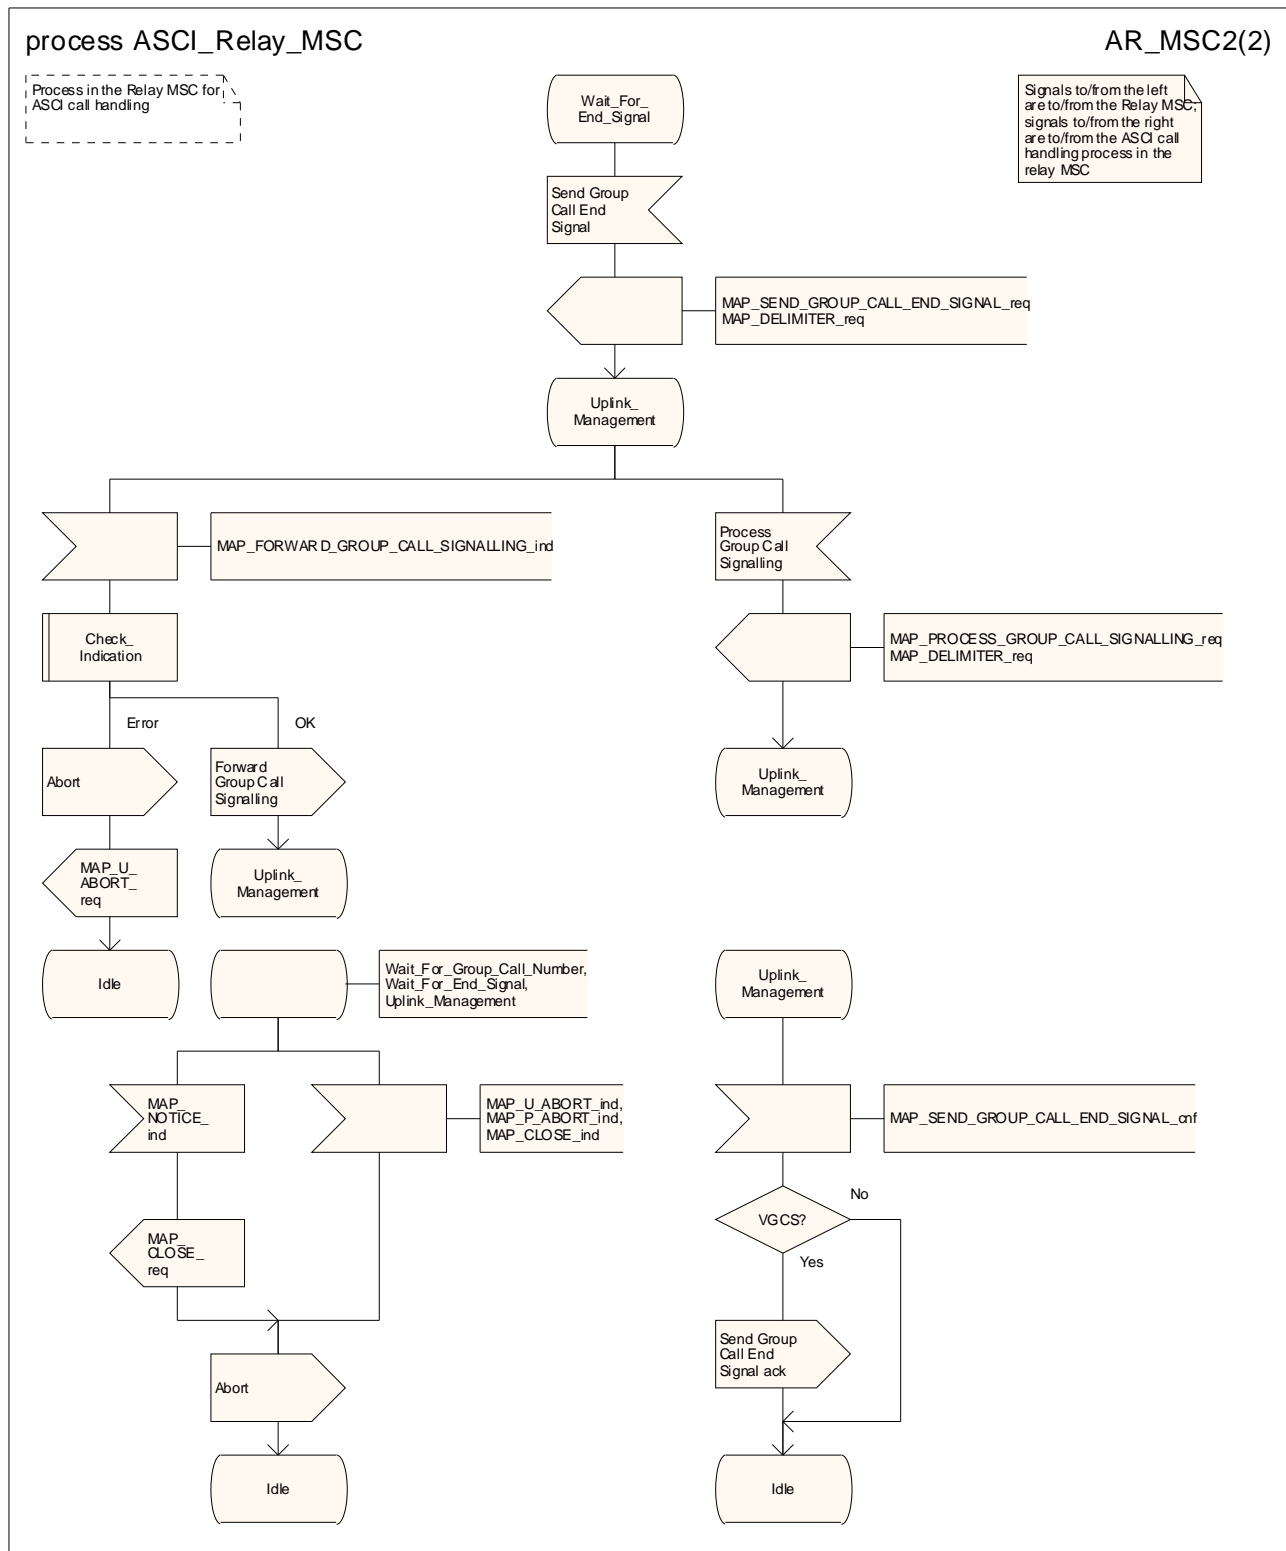 process ASCI_Relay_MSC
AR_MSC2(2)
Process in the Relay MSC for
ASCI call handling
Wait_For_
End_Signal
Signals to/from the left
are to/from the Relay MSC;
signals to/from the right
are to/from the ASCI call
handling process in the
relay MSC
Send Group
Call End
Signal
MAP_SEND_GROUP_CALL_END_SIGNAL_req
MAP_DELIMITER_req
Uplink_
Management
MAP_FORWARD_GROUP_CALL_SIGNALLING_ind
Process
Group Call
Signalling
Check_
Indication
MAP_PROCESS_GROUP_CALL_SIGNALLING_req
MAP_DELIMITER_req
Error
OK
Abort
Forward
Group Call
Signalling
Uplink_
Management
MAP_U_
ABORT_
req
Uplink_
Management
Idle
Wait_For_Group_Call_Number,
Wait_For_End_Signal,
Uplink_Management
Uplink_
Management
MAP_
NOTICE_
ind
MAP_U_ABORT_ind,
MAP_P_ABORT_ind,
MAP_CLOSE_ind
MAP_SEND_GROUP_CALL_END_SIGNAL_cnf
No
VGCS?
Yes
MAP_
CLOSE_
req
Send Group
Call End
Signal ack
Abort
Idle
Idle